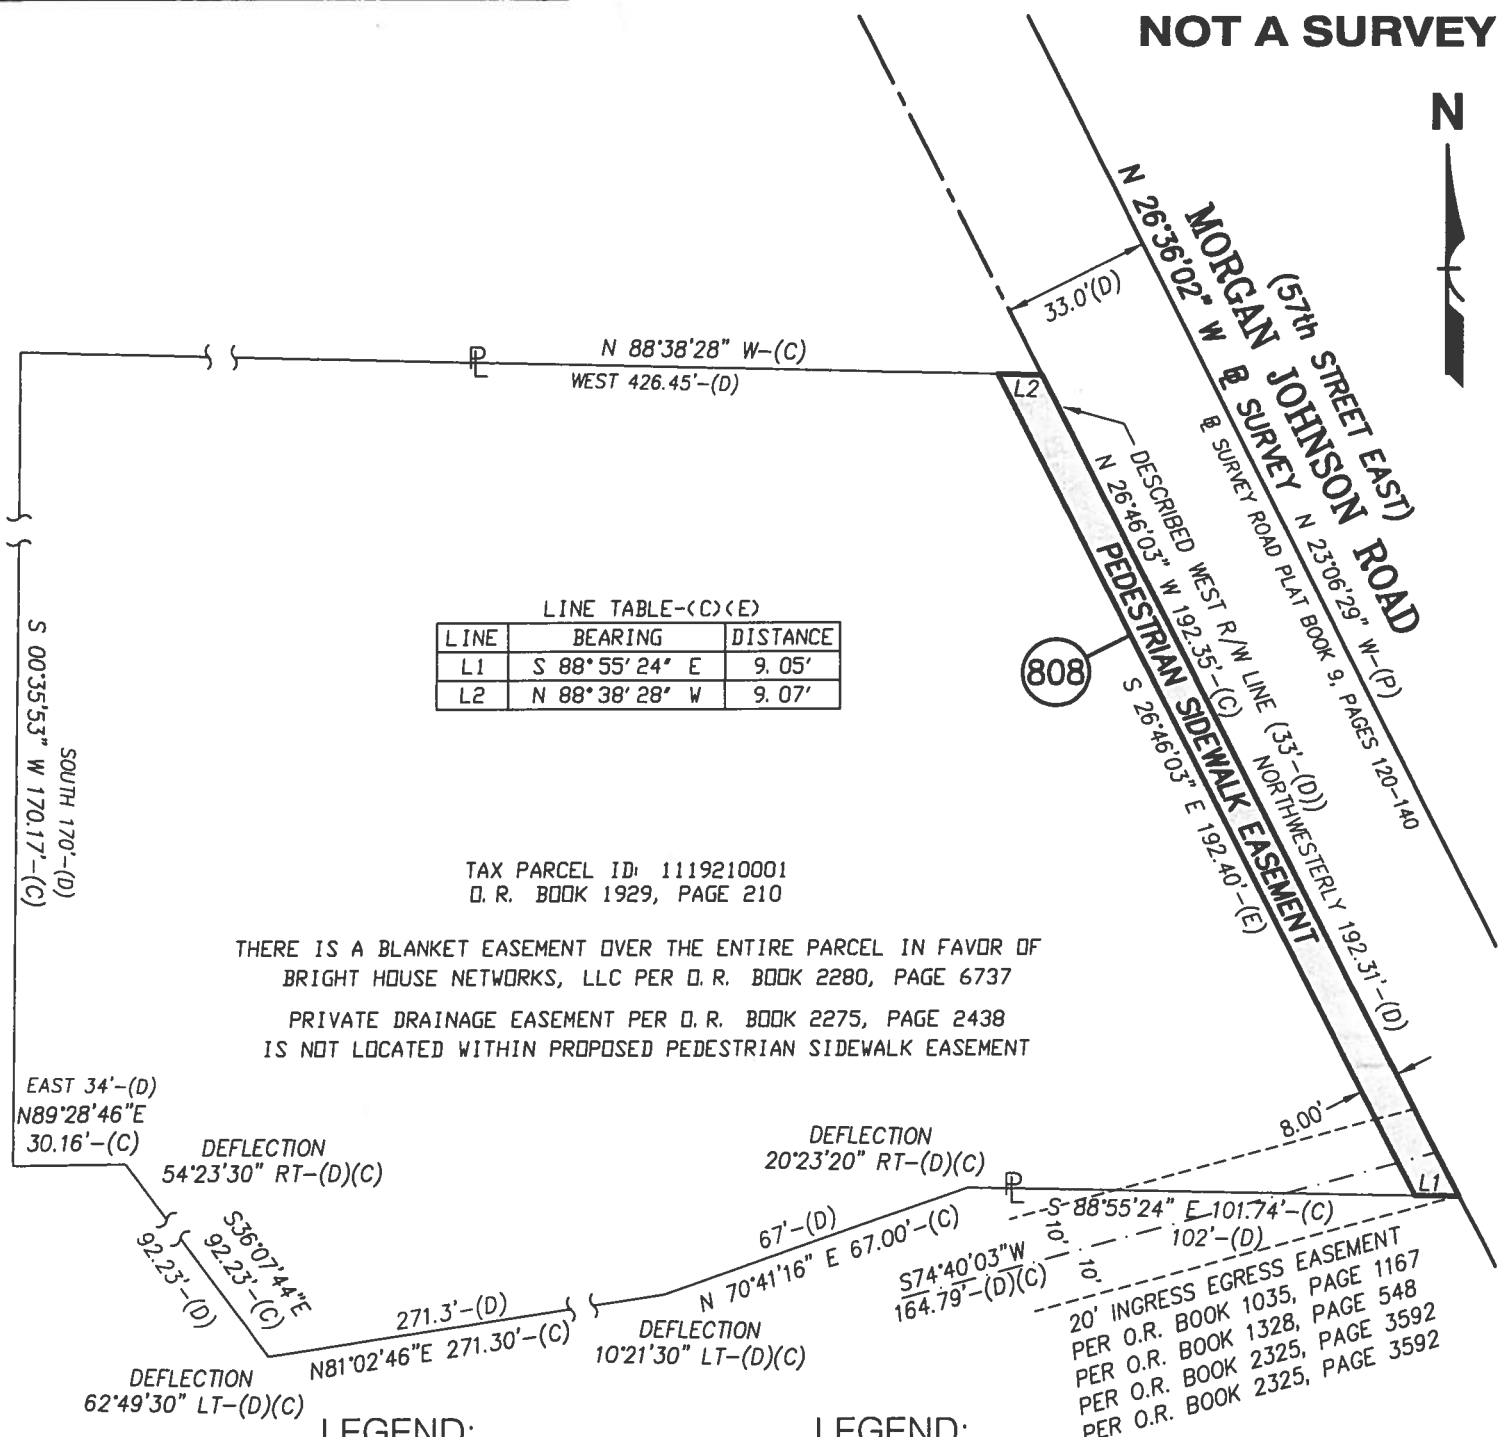 NOT A SURVEY
N
N 26°36'02" W ⅊ SURVEY
MORGAN JOHNSON ROAD
(57th STREET EAST)
33.0'(D)
N 88°38'28" W-(C)
WEST 426.45'-(D)
L2
N 23°06'29" W-(P)
SURVEY ROAD PLAT BOOK 9, PAGES 120-140
DESCRIBED WEST R/W LINE (33'-(D))
N 26°46'03" W 192.35'-(C)
NORTHWESTERLY 192.31'-(D)
PEDESTRIAN SIDEWALK EASEMENT
S 26°46'03" E 192.40'-(E)
808
LINE TABLE-(C)(E)
LINE BEARING DISTANCE
L1 S 88°55'24" E 9.05'
L2 N 88°38'28" W 9.07'
S 00°35'53" W 170.17'-(C)
SOUTH 170'-(D)
TAX PARCEL ID: 1119210001
O.R. BOOK 1929, PAGE 210
THERE IS A BLANKET EASEMENT OVER THE ENTIRE PARCEL IN FAVOR OF
BRIGHT HOUSE NETWORKS, LLC PER O.R. BOOK 2280, PAGE 6737
PRIVATE DRAINAGE EASEMENT PER O.R. BOOK 2275, PAGE 2438
IS NOT LOCATED WITHIN PROPOSED PEDESTRIAN SIDEWALK EASEMENT
EAST 34'-(D)
N89°28'46"E
30.16'-(C)
DEFLECTION
54°23'30" RT-(D)(C)
S36°07'44"E
92.23'-(C)
92.23'-(D)
DEFLECTION
62°49'30" LT-(D)(C)
271.3'-(D)
N81°02'46"E 271.30'-(C)
DEFLECTION
10°21'30" LT-(D)(C)
67'-(D)
N 70°41'16" E 67.00'-(C)
DEFLECTION
20°23'20" RT-(D)(C)
8.00'
L1
S 88°55'24" E 101.74'-(C)
102'-(D)
10'
10'
S74°40'03"W
164.79'-(D)(C)
20' INGRESS EGRESS EASEMENT
PER O.R. BOOK 1035, PAGE 1167
PER O.R. BOOK 1328, PAGE 548
PER O.R. BOOK 2325, PAGE 3592
PER O.R. BOOK 2325, PAGE 3592
LEGEND:
LEGEND: